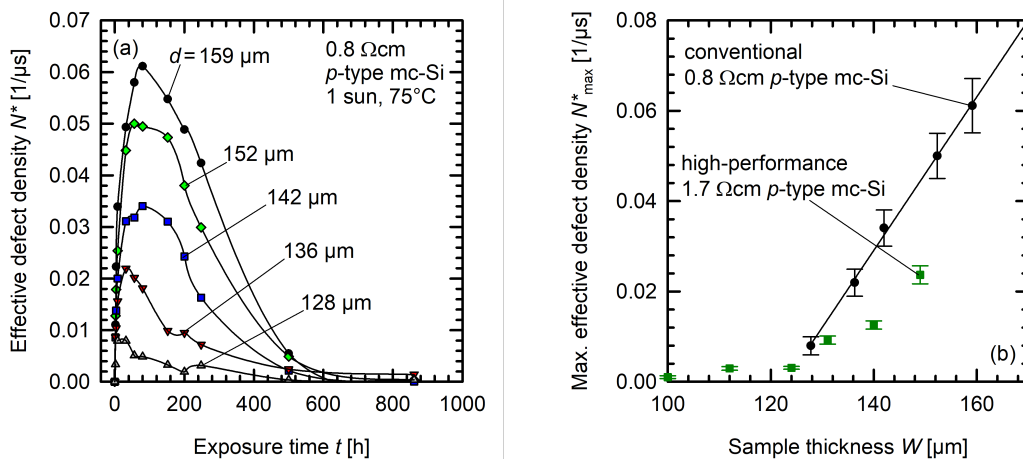 (a)
d = 159 µm
0.8 Ωcm
p-type mc-Si
1 sun, 75°C
152 µm
142 µm
136 µm
128 µm
0.07
0.06
0.05
0.04
0.03
0.02
0.01
0.00
0 200 400 600 800 1000
Effective defect density N* [1/µs]
Exposure time t [h]
conventional
0.8 Ωcm p-type mc-Si
high-performance
1.7 Ωcm p-type mc-Si
(b)
0.08
0.06
0.04
0.02
0.00
100 120 140 160
Max. effective defect density N*max [1/µs]
Sample thickness W [µm]